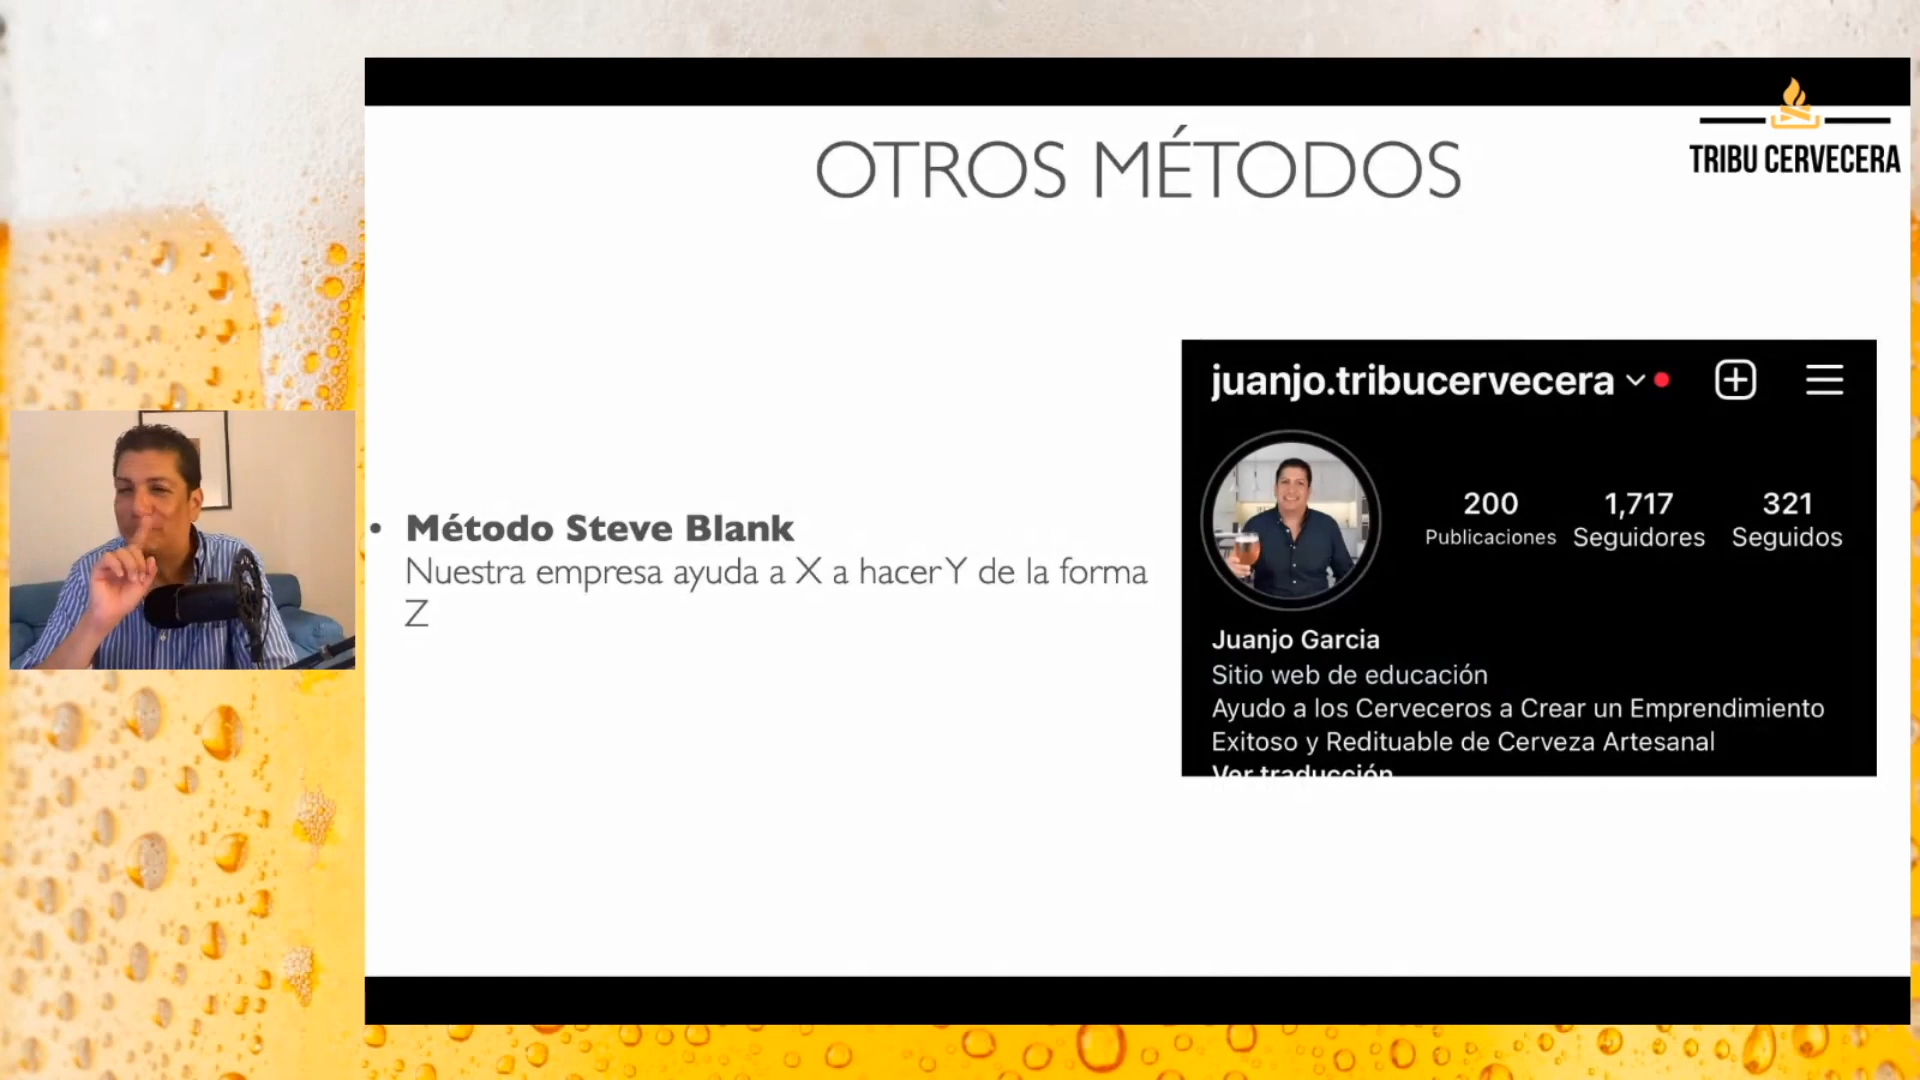 TRIBU CERVECERA
OTROS MÉTODOS
• Método Steve Blank
Nuestra empresa ayuda a X a hacer Y de la forma
Z
juanjo.tribucervecera
200 1,717 321
Publicaciones Seguidores Seguidos
Juanjo Garcia
Sitio web de educación
Ayudo a los Cerveceros a Crear un Emprendimiento
Exitoso y Redituable de Cerveza Artesanal
Ver traducción